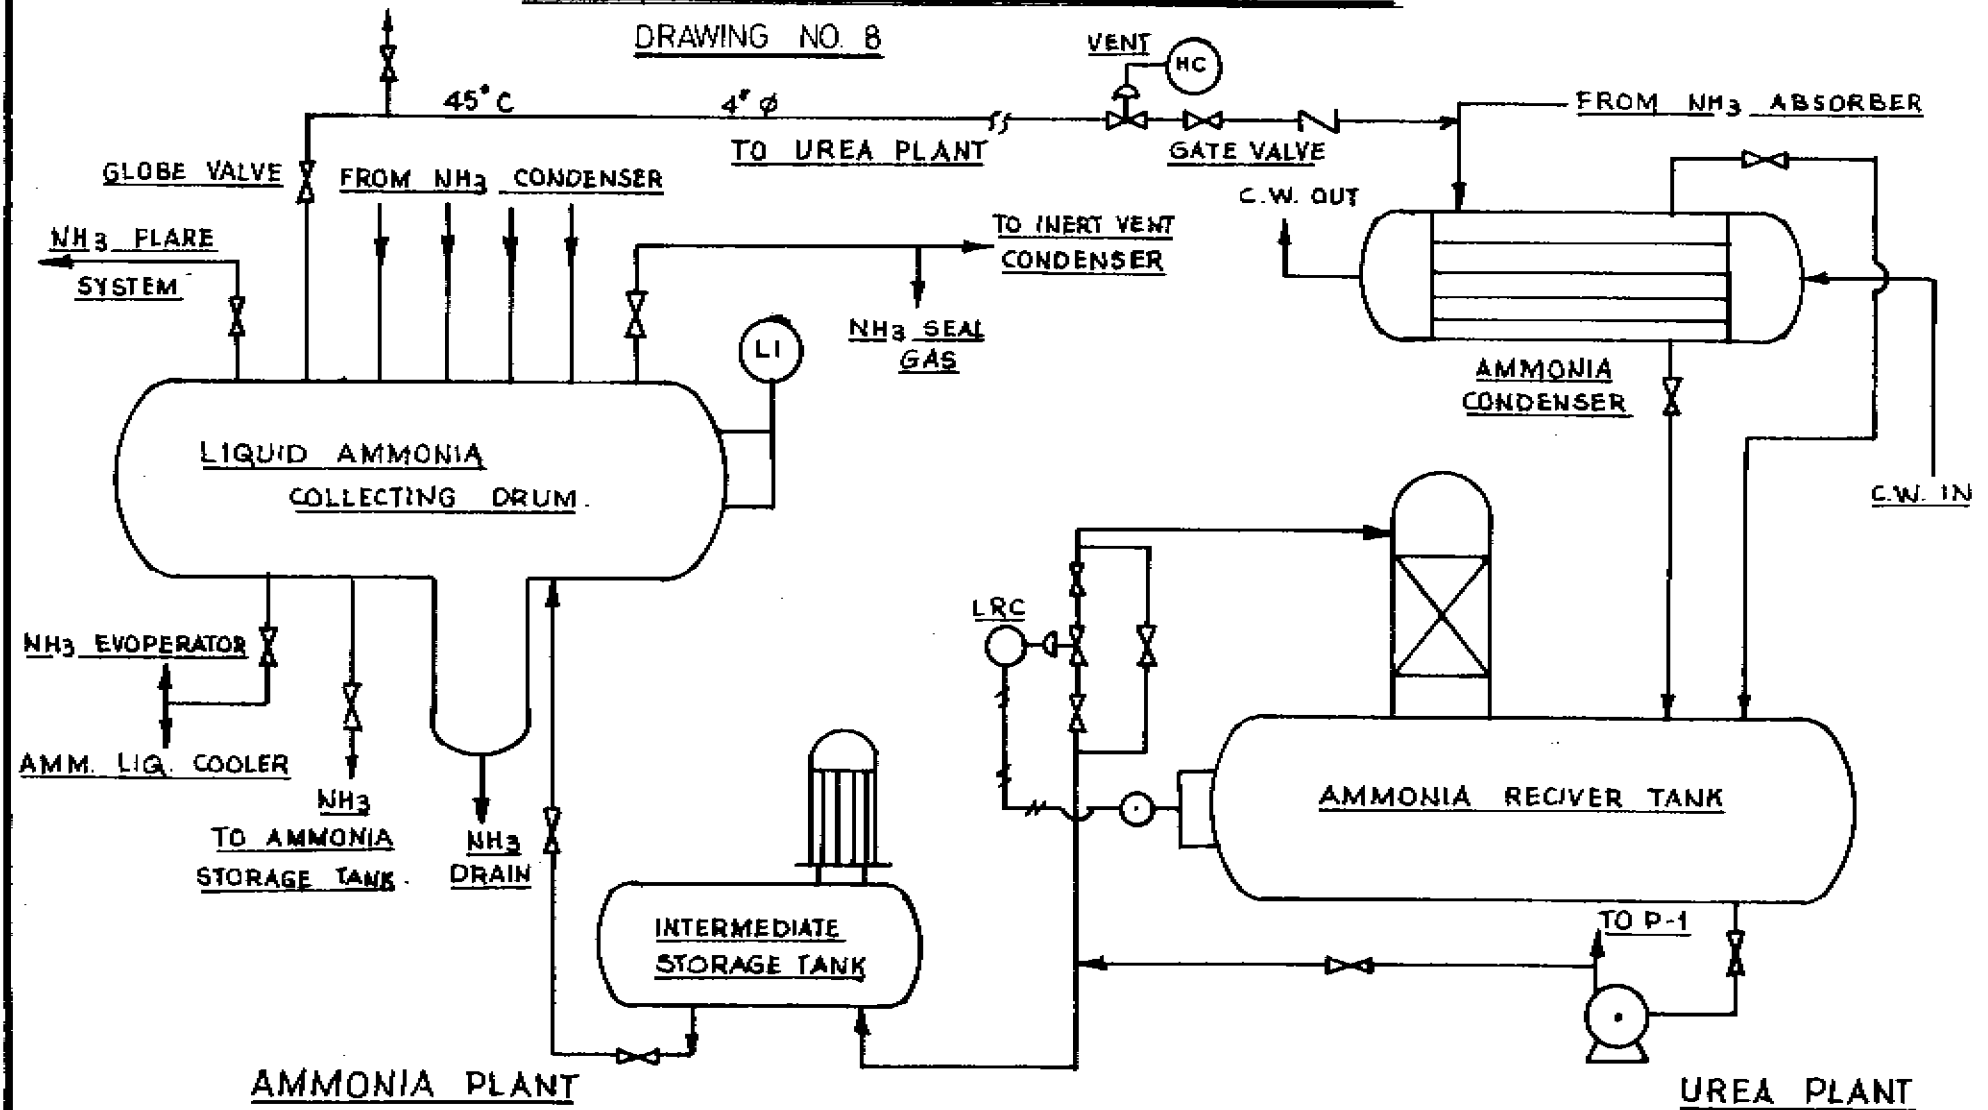 DRAWING NO. 8
VENT
HC
45°C
4"φ
FROM NH3 ABSORBER
TO UREA PLANT
GATE VALVE
GLOBE VALVE
FROM NH3 CONDENSER
C.W. OUT
NH3 FLARE
SYSTEM
TO INERT VENT
CONDENSER
NH3 SEAL
GAS
LI
AMMONIA
CONDENSER
LIQUID AMMONIA
COLLECTING DRUM.
C.W. IN
LRC
NH3 EVOPERATOR
AMM. LIQ. COOLER
NH3
TO AMMONIA
STORAGE TANK.
NH3
DRAIN
AMMONIA RECIVER TANK
INTERMEDIATE
STORAGE TANK
TO P-1
AMMONIA PLANT
UREA PLANT